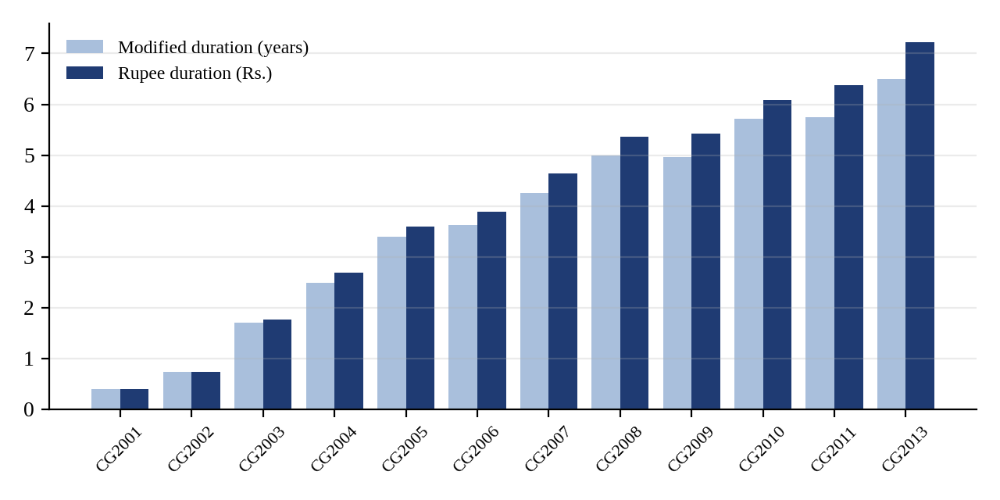 Modified duration (years)
Rupee duration (Rs.)
7
6
5
4
3
2
1
0
CG2001
CG2002
CG2003
CG2004
CG2005
CG2006
CG2007
CG2008
CG2009
CG2010
CG2011
CG2013